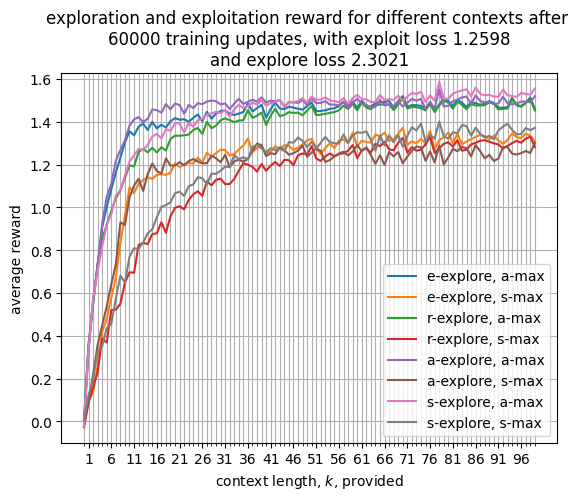 exploration and exploitation reward for different contexts after
60000 training updates, with exploit loss 1.2598
and explore loss 2.3021
1.6
1.4
1.2
1.0
0.8
0.6
0.4
0.2
0.0
average reward
e-explore, a-max
e-explore, s-max
r-explore, a-max
r-explore, s-max
a-explore, a-max
a-explore, s-max
s-explore, a-max
s-explore, s-max
1 6 11 16 21 26 31 36 41 46 51 56 61 66 71 76 81 86 91 96
context length, k, provided